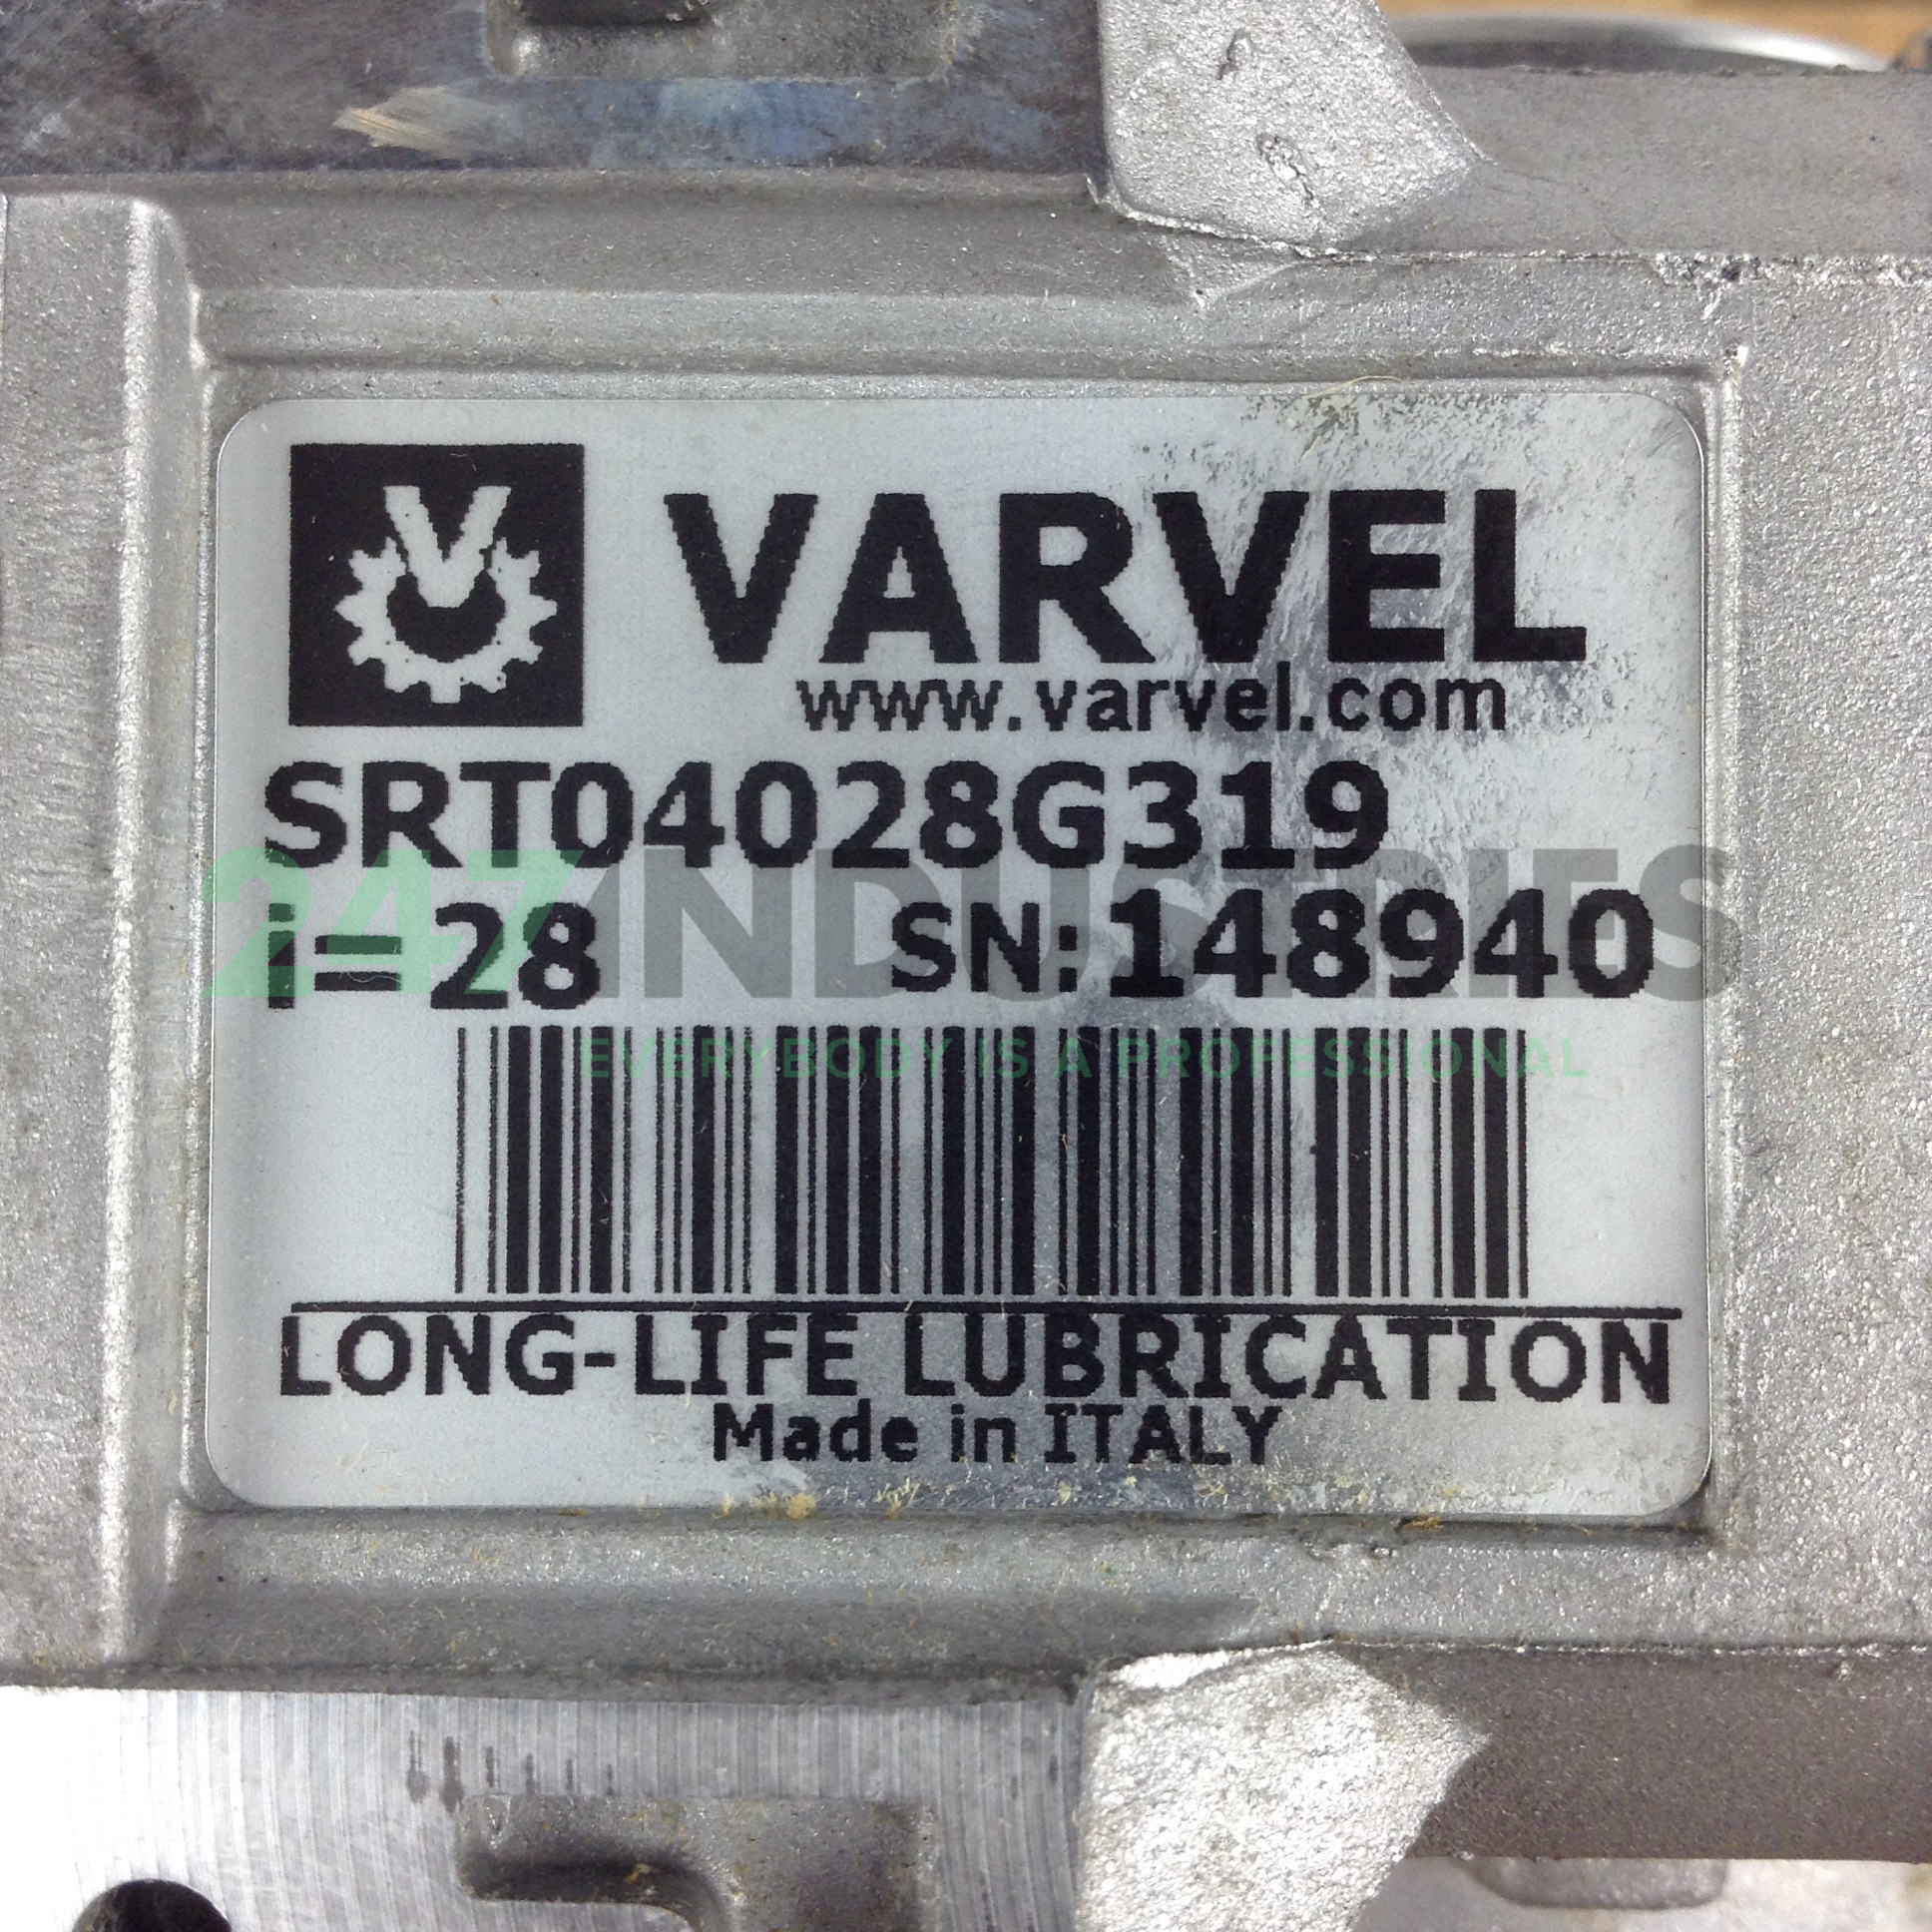 VARVEL
www.varvel.com
SRT04028G319
i=28 SN:148940
247INDUSTRIES
EVERYBODY IS A PROFESSIONAL
LONG-LIFE LUBRICATION
Made in ITALY